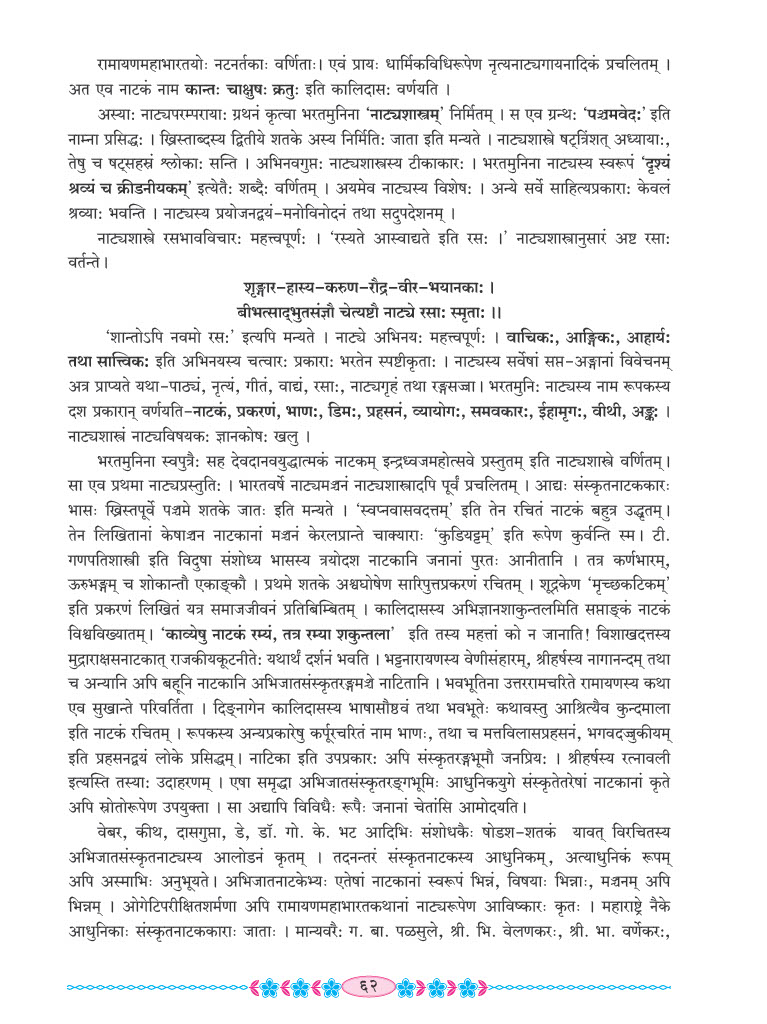 रामायणमहाभारतयोः नटनर्तकाः वर्णिताः। एवं प्रायः धार्मिकविधिरूपेण नृत्यनाट्यगायनादिकं प्रचलितम् ।
अत एव नाटकं नाम कान्तः चाक्षुषः क्रतुः इति कालिदासः वर्णयति ।
अस्याः नाट्यपरम्परायाः ग्रथनं कृत्वा भरतमुनिना ‘नाट्यशास्त्रम्’ निर्मितम् । स एव ग्रन्थः ‘पञ्चमवेदः’ इति
नाम्ना प्रसिद्धः । ख्रिस्ताब्दस्य द्वितीये शतके अस्य निर्मितिः जाता इति मन्यते । नाट्यशास्त्रे षट्त्रिंशत् अध्यायाः,
तेषु च षट्सहस्रं श्लोकाः सन्ति । अभिनवगुप्तः नाट्यशास्त्रस्य टीकाकारः । भरतमुनिना नाट्यस्य स्वरूपं ‘दृश्यं
श्रव्यं च क्रीडनीयकम्’ इत्येतैः शब्दैः वर्णितम् । अयमेव नाट्यस्य विशेषः । अन्ये सर्वे साहित्यप्रकाराः केवलं
श्रव्याः भवन्ति । नाट्यस्य प्रयोजनद्वयं-मनोविनोदनं तथा सदुपदेशनम् ।
नाट्यशास्त्रे रसभावविचारः महत्त्वपूर्णः । ‘रस्यते आस्वाद्यते इति रसः ।’ नाट्यशास्त्रानुसारं अष्ट रसाः
वर्तन्ते।
शृङ्गार-हास्य-करुण-रौद्र-वीर-भयानकाः ।
बीभत्साद्भुतसंज्ञौ चेत्यष्टौ नाट्ये रसाः स्मृताः ।।
‘शान्तोऽपि नवमो रसः’ इत्यपि मन्यते । नाट्ये अभिनयः महत्त्वपूर्णः । वाचिकः, आङ्गिकः, आहार्यः
तथा सात्त्विकः इति अभिनयस्य चत्वारः प्रकाराः भरतेन स्पष्टीकृताः । नाट्यस्य सर्वेषां सप्त-अङ्गानां विवेचनम्
अत्र प्राप्यते यथा-पाठ्यं, नृत्यं, गीतं, वाद्यं, रसाः, नाट्यगृहं तथा रङ्गसज्जा। भरतमुनिः नाट्यस्य नाम रूपकस्य
दश प्रकारान् वर्णयति-नाटकं, प्रकरणं, भाणः, डिमः, प्रहसनं, व्यायोगः, समवकारः, ईहामृगः, वीथी, अङ्कः ।
नाट्यशास्त्रं नाट्यविषयकः ज्ञानकोषः खलु ।
भरतमुनिना स्वपुत्रैः सह देवदानवयुद्धात्मकं नाटकम् इन्द्रध्वजमहोत्सवे प्रस्तुतम् इति नाट्यशास्त्रे वर्णितम्।
सा एव प्रथमा नाट्यप्रस्तुतिः । भारतवर्षे नाट्यमञ्चनं नाट्यशास्त्रादपि पूर्वं प्रचलितम् । आद्यः संस्कृतनाटककारः
भासः ख्रिस्तपूर्वे पञ्चमे शतके जातः इति मन्यते । ‘स्वप्नवासवदत्तम्’ इति तेन रचितं नाटकं बहुत्र उद्धृतम्।
तेन लिखितानां केषाञ्चन नाटकानां मञ्चनं केरलप्रान्ते चाक्याराः ‘कुडियट्टम्’ इति रूपेण कुर्वन्ति स्म। टी.
गणपतिशास्त्री इति विदुषा संशोध्य भासस्य त्रयोदश नाटकानि जनानां पुरतः आनीतानि । तत्र कर्णभारम्,
ऊरुभङ्गम् च शोकान्तौ एकाङ्कौ । प्रथमे शतके अश्वघोषेण सारिपुत्तप्रकरणं रचितम् । शूद्रकेण ‘मृच्छकटिकम्’
इति प्रकरणं लिखितं यत्र समाजजीवनं प्रतिबिम्बितम् । कालिदासस्य अभिज्ञानशाकुन्तलमिति सप्ताङ्कं नाटकं
विश्वविख्यातम्। ‘काव्येषु नाटकं रम्यं, तत्र रम्या शकुन्तला’ इति तस्य महत्तां को न जानाति! विशाखदत्तस्य
मुद्राराक्षसनाटकात् राजकीयकूटनीतेः यथार्थं दर्शनं भवति । भट्टनारायणस्य वेणीसंहारम्, श्रीहर्षस्य नागानन्दम् तथा
च अन्यानि अपि बहूनि नाटकानि अभिजातसंस्कृतरङ्गमञ्चे नाटितानि । भवभूतिना उत्तररामचरिते रामायणस्य कथा
एव सुखान्ते परिवर्तिता । दिङ्नागेन कालिदासस्य भाषासौष्ठवं तथा भवभूतेः कथावस्तु आश्रित्यैव कुन्दमाला
इति नाटकं रचितम् । रूपकस्य अन्यप्रकारेषु कर्पूरचरितं नाम भाणः, तथा च मत्तविलासप्रहसनं, भगवदज्जुकीयम्
इति प्रहसनद्वयं लोके प्रसिद्धम्। नाटिका इति उपप्रकारः अपि संस्कृतरङ्गभूमौ जनप्रियः । श्रीहर्षस्य रत्नावली
इत्यस्ति तस्याः उदाहरणम् । एषा समृद्धा अभिजातसंस्कृतरङ्गभूमिः आधुनिकयुगे संस्कृतेतरेषां नाटकानां कृते
अपि स्रोतोरूपेण उपयुक्ता । सा अद्यापि विविधैः रूपैः जनानां चेतांसि आमोदयति।
वेबर, कीथ, दासगुप्ता, डे, डॉ. गो. के. भट आदिभिः संशोधकैः षोडश-शतकं यावत् विरचितस्य
अभिजातसंस्कृतनाट्यस्य आलोडनं कृतम् । तदनन्तरं संस्कृतनाटकस्य आधुनिकम्, अत्याधुनिकं रूपम्
अपि अस्माभिः अनुभूयते। अभिजातनाटकेभ्यः एतेषां नाटकानां स्वरूपं भिन्नं, विषयाः भिन्नाः, मञ्चनम् अपि
भिन्नम् । ओगेटिपरीक्षितशर्मणा अपि रामायणमहाभारतकथानां नाट्यरूपेण आविष्कारः कृतः । महाराष्ट्रे नैके
आधुनिकाः संस्कृतनाटककाराः जाताः । मान्यवरैः ग. बा. पळसुले, श्री. भि. वेलणकरः, श्री. भा. वर्णेकरः,
६२